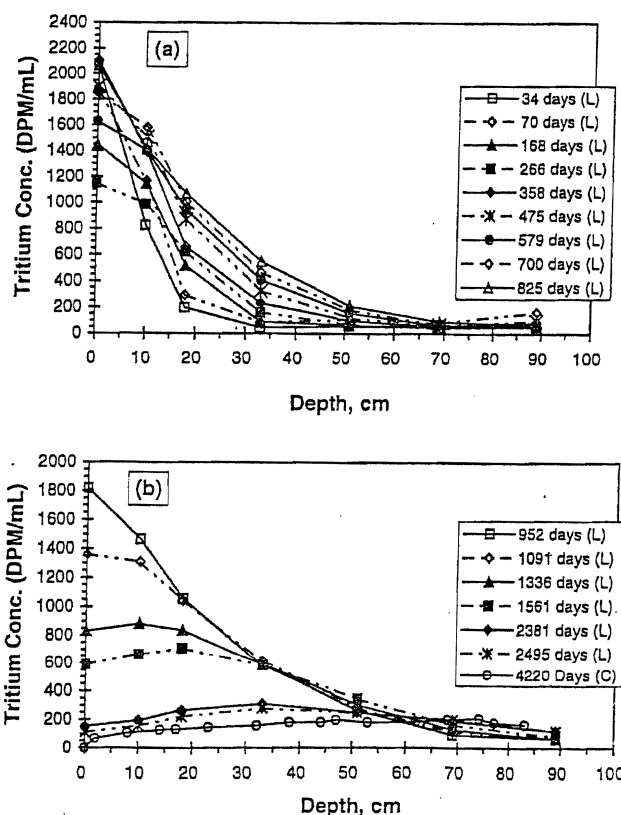 (a)
2400
2200
2000
1800
1600
1400
1200
1000
800
600
400
200
0
Tritium Conc. (DPM/mL)
34 days (L)
70 days (L)
168 days (L)
266 days (L)
358 days (L)
475 days (L)
579 days (L)
700 days (L)
825 days (L)
0 10 20 30 40 50 60 70 80 90 100
Depth, cm
(b)
2000
1800
1600
1400
1200
1000
800
600
400
200
0
Tritium Conc. (DPM/mL)
952 days (L)
1091 days (L)
1336 days (L)
1561 days (L)
2381 days (L)
2495 days (L)
4220 Days (C)
0 10 20 30 40 50 60 70 80 90 100
Depth, cm